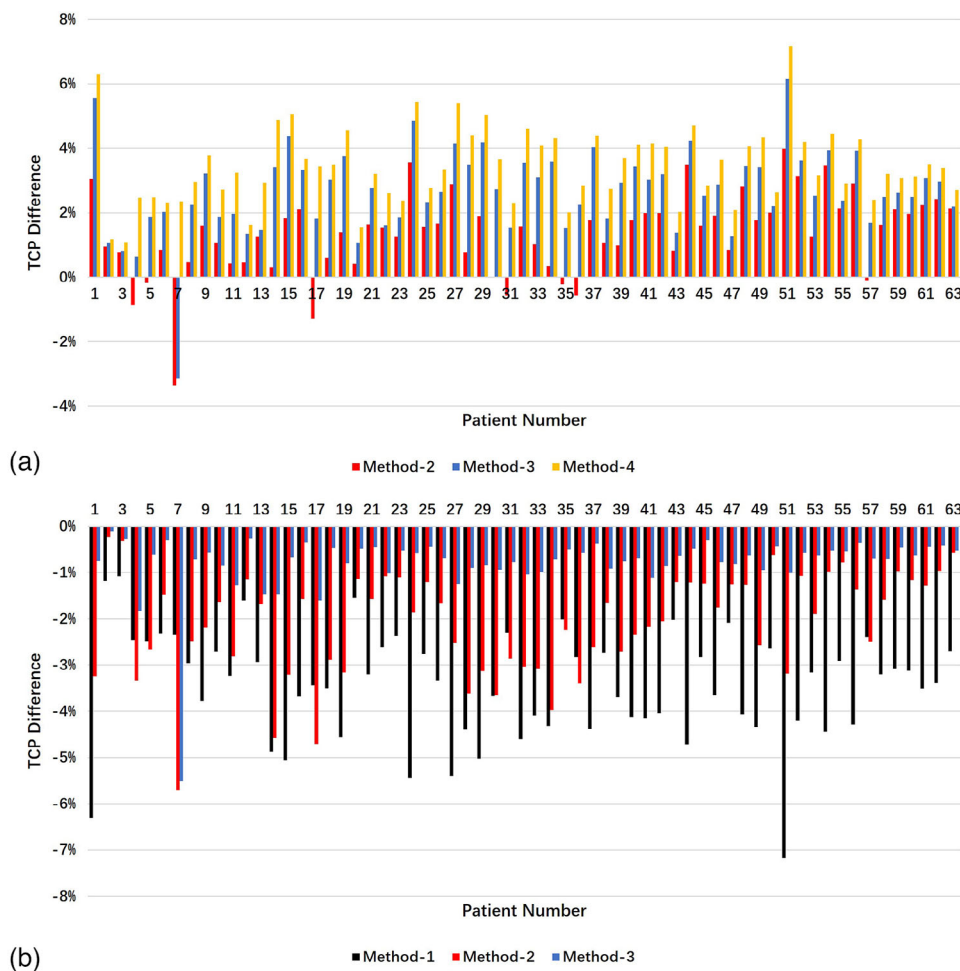 8%
6%
4%
2%
0%
-2%
-4%
TCP Difference
1 3 5 7 9 11 13 15 17 19 21 23 25 27 29 31 33 35 37 39 41 43 45 47 49 51 53 55 57 59 61 63
Patient Number
(a)
Method-2 Method-3 Method-4
1 3 5 7 9 11 13 15 17 19 21 23 25 27 29 31 33 35 37 39 41 43 45 47 49 51 53 55 57 59 61 63
0%
-1%
-2%
-3%
-4%
-5%
-6%
-7%
-8%
TCP Difference
Patient Number
(b)
Method-1 Method-2 Method-3